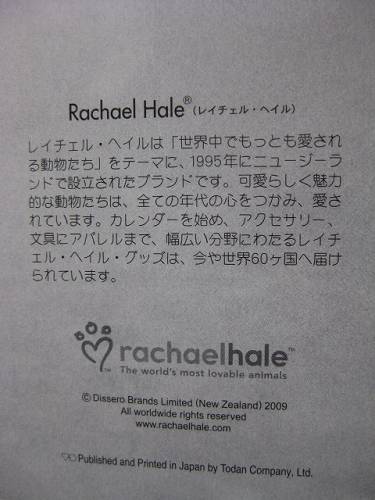 Rachael Hale®(レイチェル・ヘイル)
レイチェル・ヘイルは「世界中でもっとも愛され
る動物たち」をテーマに、1995年にニュージーラ
ンドで設立されたブランドです。可愛らしく魅力
的な動物たちは、全ての年代の心をつかみ、愛さ
れています。カレンダーを始め、アクセサリー、
文具にアパレルまで、幅広い分野にわたるレイチ
ェル・ヘイル・グッズは、今や世界60ヶ国へ届け
られています。
rachaelhale™
The world's most lovable animals
© Dissero Brands Limited (New Zealand) 2009
All worldwide rights reserved
www.rachaelhale.com
Published and Printed in Japan by Todan Company, Ltd.